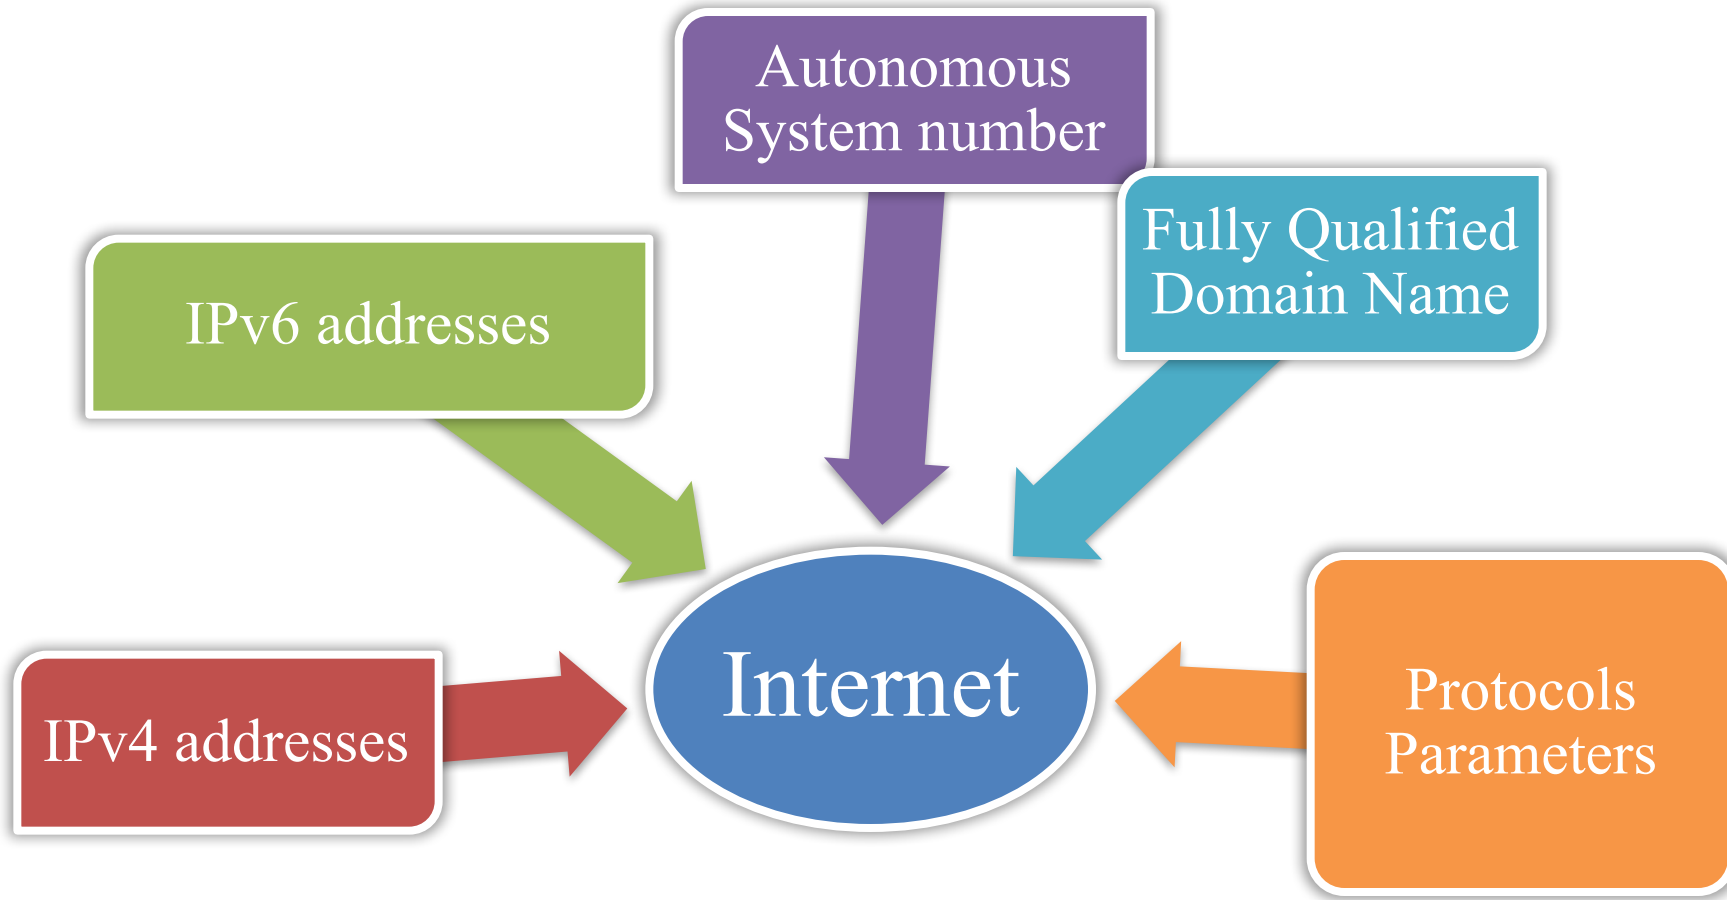 Autonomous
System number
Fully Qualified
Domain Name
IPv6 addresses
Internet
IPv4 addresses
Protocols
Parameters